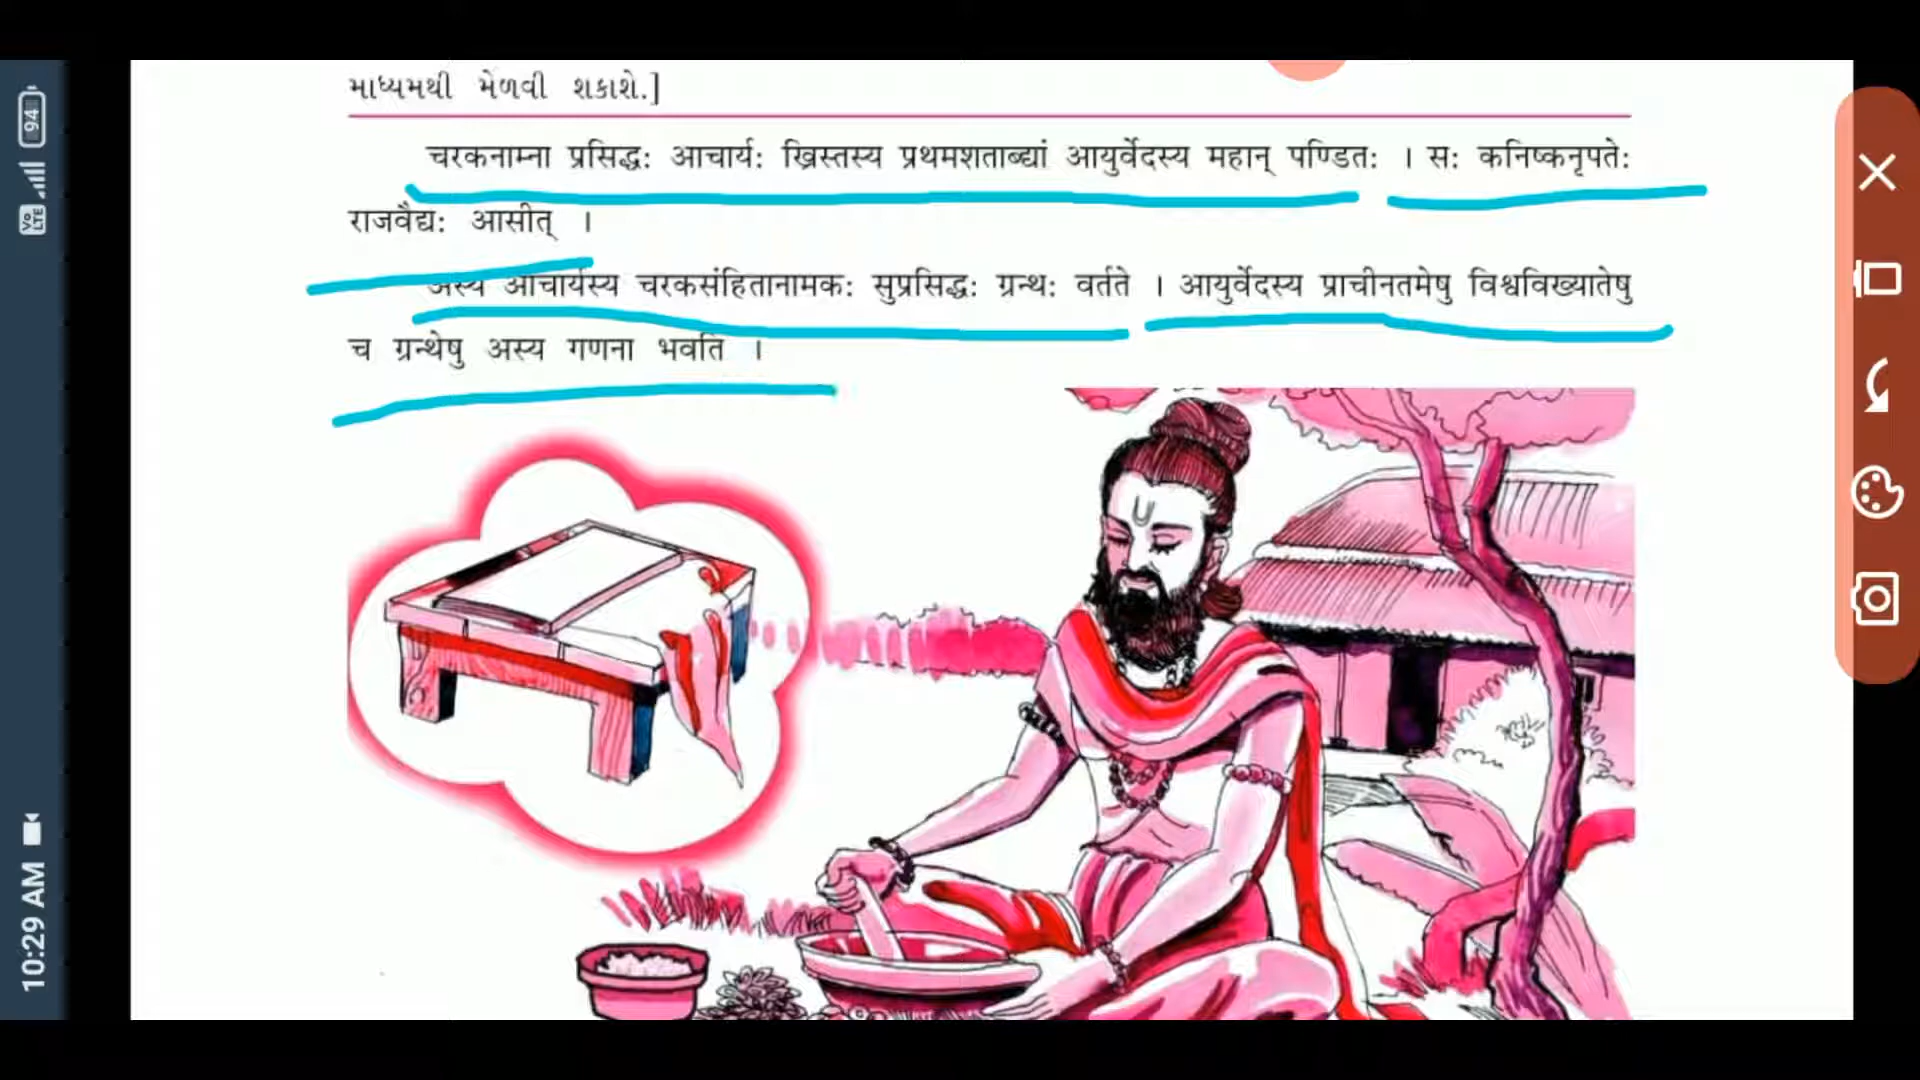 માધ્યમથી મેળવી શકાશે.]
चरकनाम्ना प्रसिद्धः आचार्यः ख्रिस्तस्य प्रथमशताब्द्यां आयुर्वेदस्य महान् पण्डितः । सः कनिष्कनृपतेः
राजवैद्यः आसीत् ।
अस्य आचार्यस्य चरकसंहितानामकः सुप्रसिद्धः ग्रन्थः वर्तते । आयुर्वेदस्य प्राचीनतमेषु विश्वविख्यातेषु
च ग्रन्थेषु अस्य गणना भवति ।
94
Vo LTE
10:29 AM